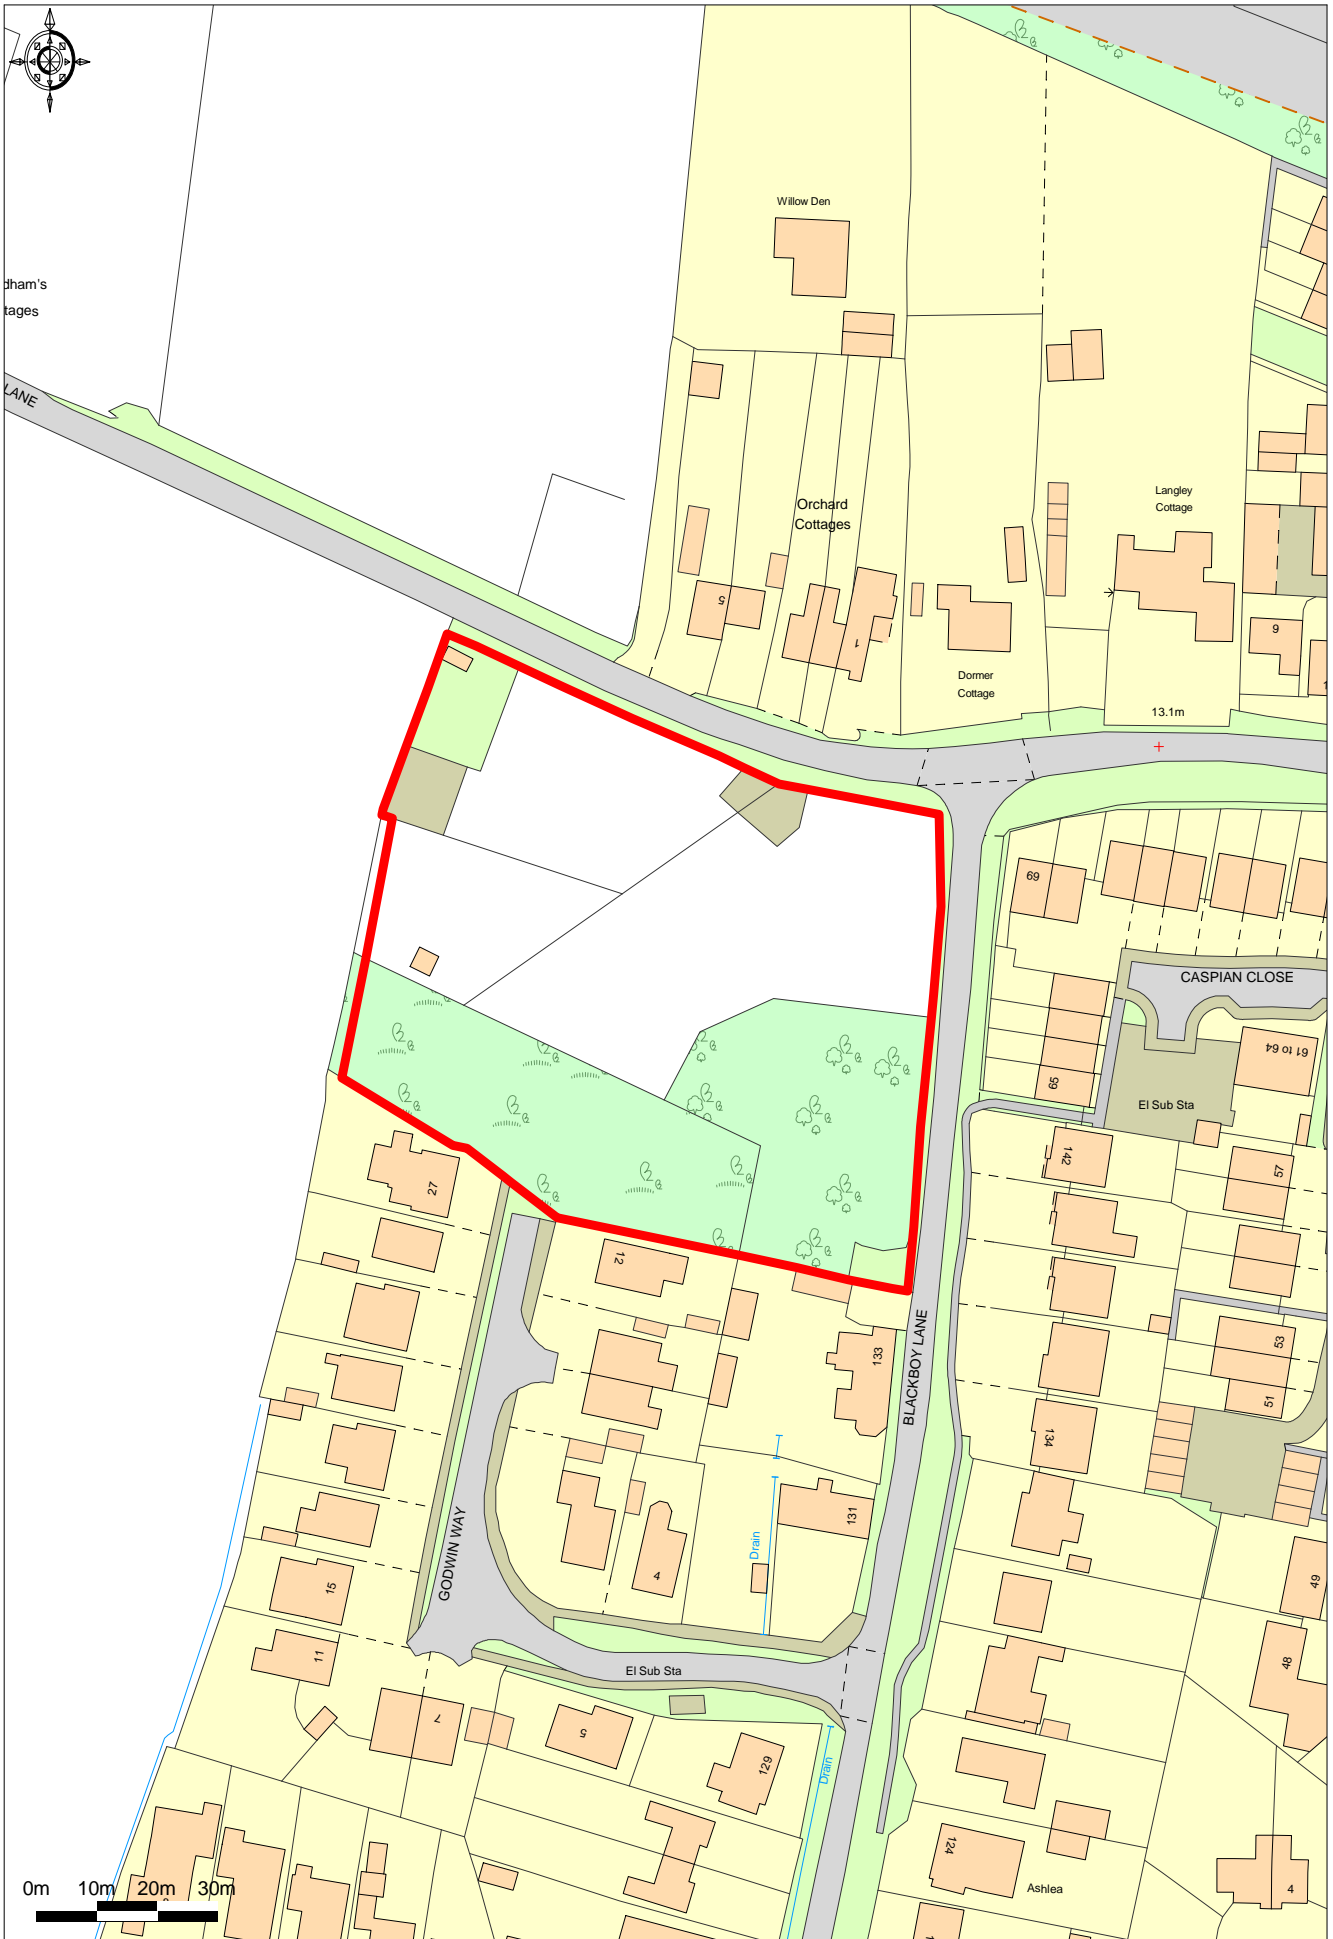 Willow Den
dham's
tages
LANE
Orchard
Cottages
Langley
Cottage
5
1
6
Dormer
Cottage
13.1m
69
CASPIAN CLOSE
61 to 64
59
El Sub Sta
142
57
27
12
53
133
BLACKBOY LANE
51
134
131
Drain
GODWIN WAY
4
49
15
11
El Sub Sta
48
7
5
129
Drain
124
Ashlea
4
0m 10m 20m 30m